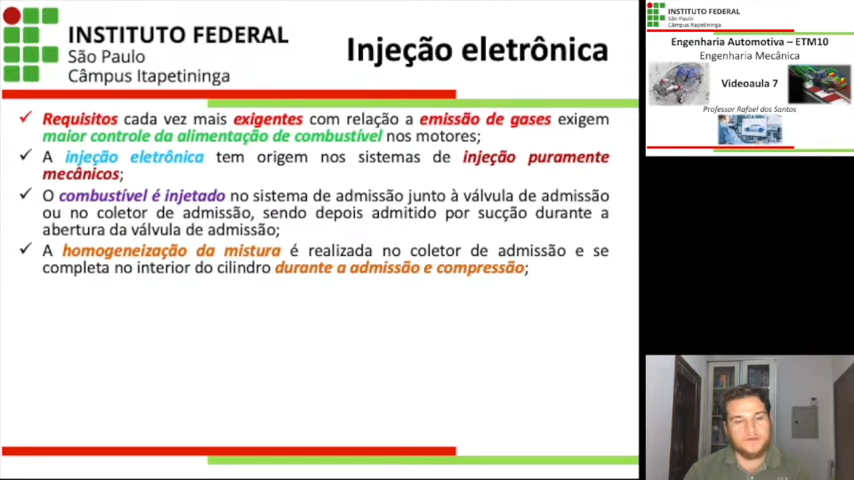 INSTITUTO FEDERAL
São Paulo
Câmpus Itapetininga
Injeção eletrônica
Requisitos cada vez mais exigentes com relação a emissão de gases exigem
maior controle da alimentação de combustível nos motores;
A injeção eletrônica tem origem nos sistemas de injeção puramente
mecânicos;
O combustível é injetado no sistema de admissão junto à válvula de admissão
ou no coletor de admissão, sendo depois admitido por sucção durante a
abertura da válvula de admissão;
A homogeneização da mistura é realizada no coletor de admissão e se
completa no interior do cilindro durante a admissão e compressão;
INSTITUTO FEDERAL
São Paulo
Câmpus Itapetininga
Engenharia Automotiva – ETM10
Engenharia Mecânica
Videoaula 7
Professor Rafael dos Santos